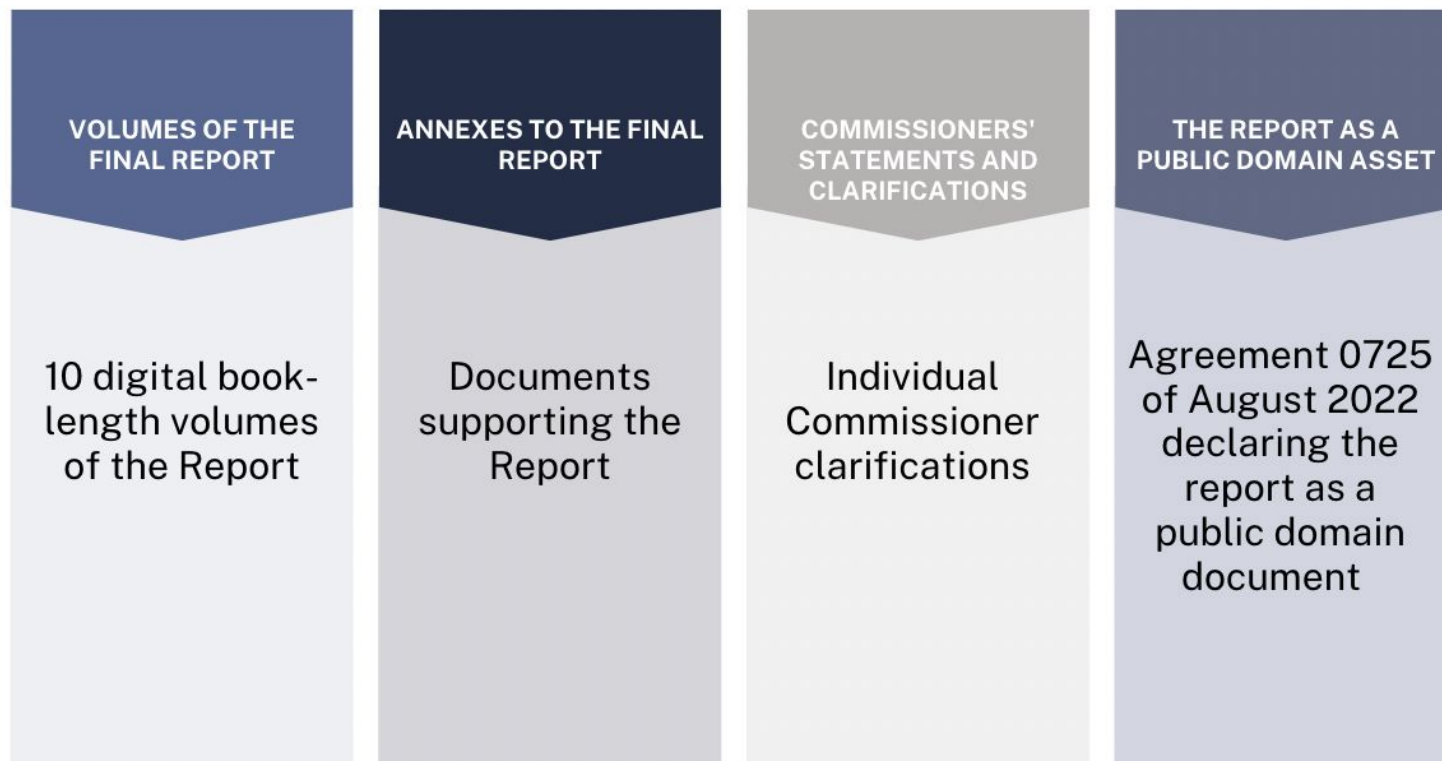 VOLUMES OF THE
FINAL REPORT
10 digital book-
length volumes
of the Report
ANNEXES TO THE FINAL
REPORT
Documents
supporting the
Report
COMMISSIONERS'
STATEMENTS AND
CLARIFICATIONS
Individual
Commissioner
clarifications
THE REPORT AS A
PUBLIC DOMAIN ASSET
Agreement 0725
of August 2022
declaring the
report as a
public domain
document